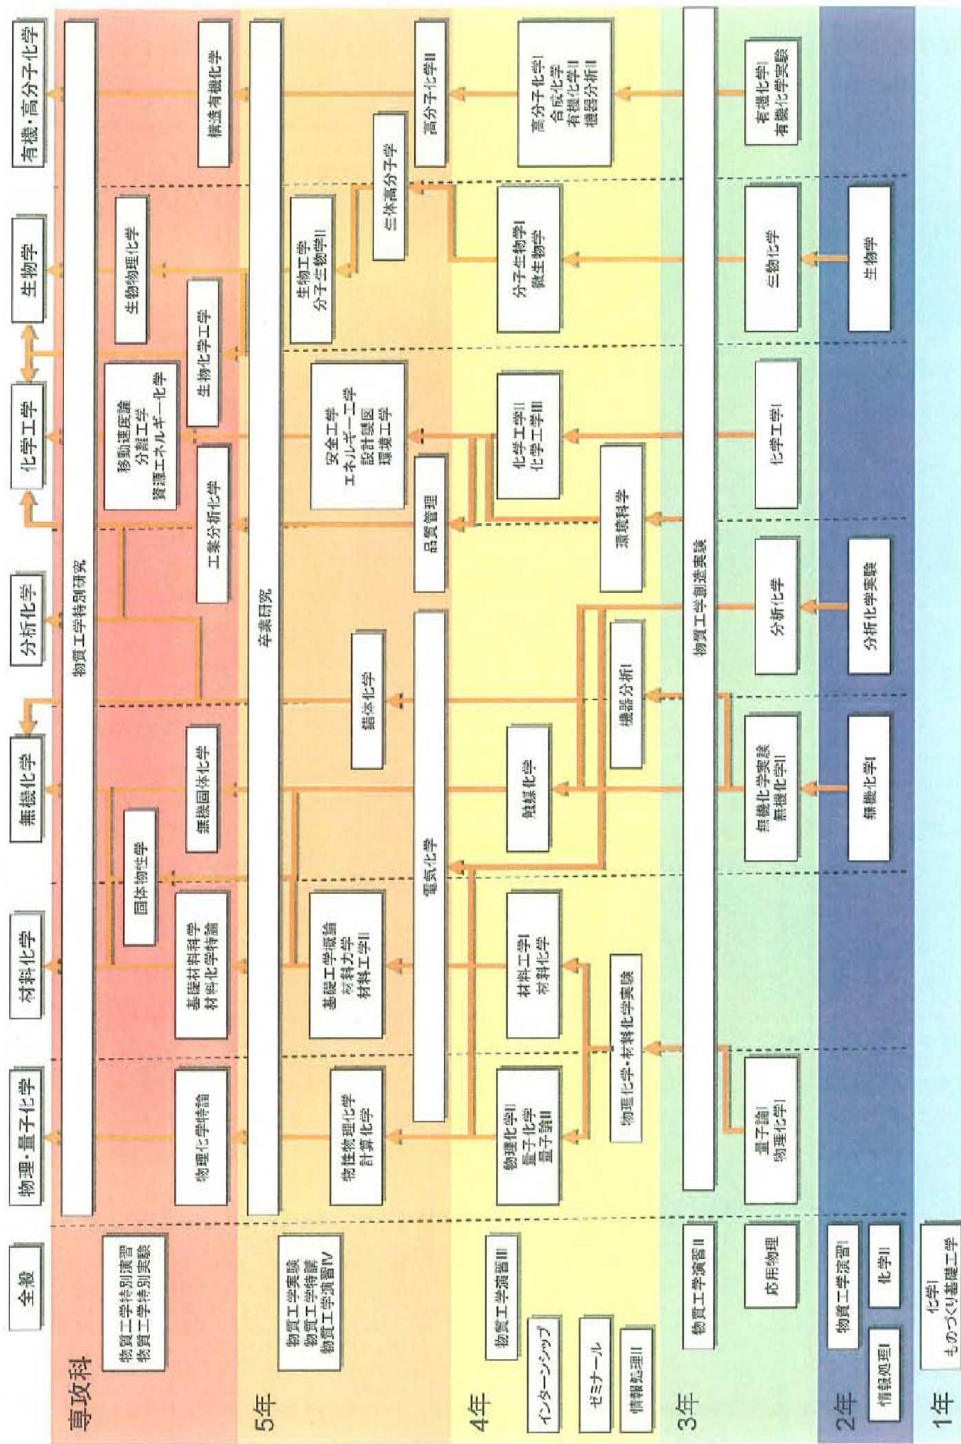 全般
物理・量子化学
材料化学
無機化学
分析化学
化学工学
生物学
有機・高分子化学
専攻科
物質工学特別演習
物質工学特別実験
物質工学特別研究
物理化学特論
基礎材料科学
材料化学特論
固体物性学
無機固体化学
工業分析化学
移動速度論
分離工学
資源エネルギー化学
生物化学工学
生物物理化学
構造有機化学
5年
物質工学実験
物質工学特講
物質工学演習IV
卒業研究
物性物理化学
計算化学
基礎工学概論
材料力学
材料工学II
電気化学
錯体化学
品質管理
安全工学
エネルギー工学
設計製図
環境工学
生物工学
分子生物学II
生体高分子学
高分子化学II
4年
物質工学演習III
インターンシップ
ゼミナール
情報処理II
物理化学II
量子化学
量子論II
物理化学・材料化学実験
材料工学I
材料化学
触媒化学
機器分析I
環境科学
化学工学II
化学工学III
分子生物学I
微生物学
高分子化学I
合成化学
有機化学II
機器分析II
3年
物質工学演習II
応用物理
物質工学創造実験
量子論I
物理化学I
無機化学実験
無機化学II
分析化学
化学工学I
生物化学
有機化学I
有機化学実験
2年
物質工学演習I
情報処理I
化学II
無機化学I
分析化学実験
生物学
1年
化学I
ものづくり基礎工学